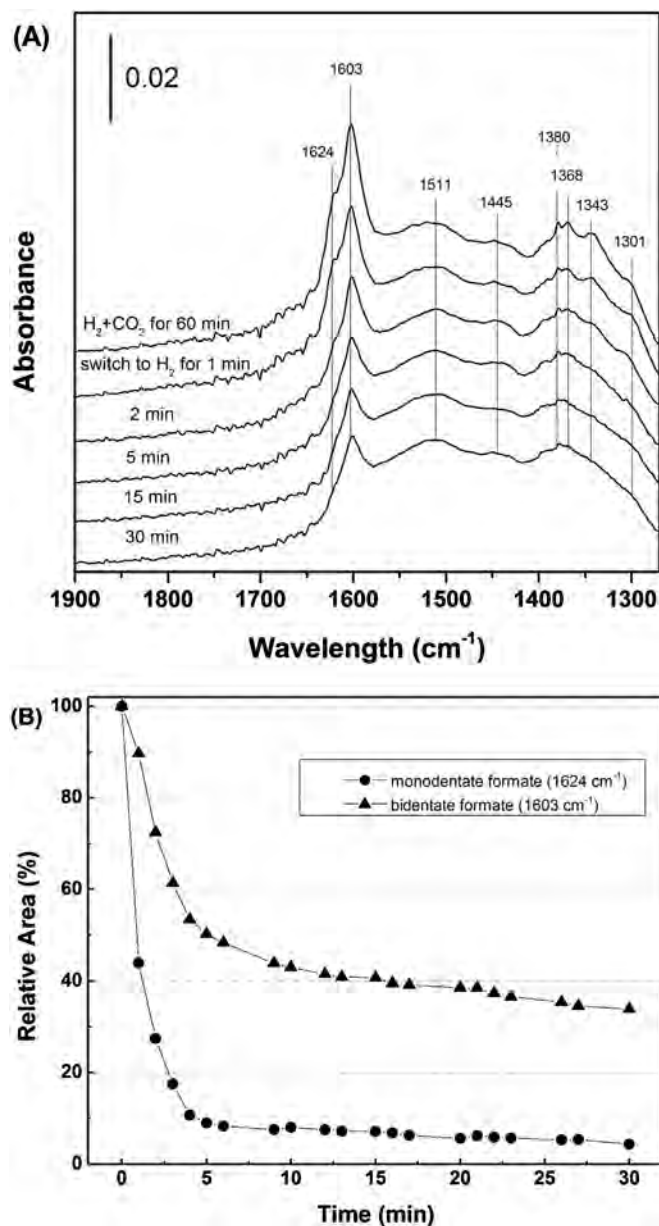 (A)
0.02
1603
1624
1380
1511
1445
1368
1343
1301
H₂+CO₂ for 60 min
switch to H₂ for 1 min
2 min
5 min
15 min
30 min
Absorbance
1900 1800 1700 1600 1500 1400 1300
Wavelength (cm⁻¹)
(B)
100
80
60
40
20
0
monodentate formate (1624 cm⁻¹)
bidentate formate (1603 cm⁻¹)
Relative Area (%)
0 5 10 15 20 25 30
Time (min)